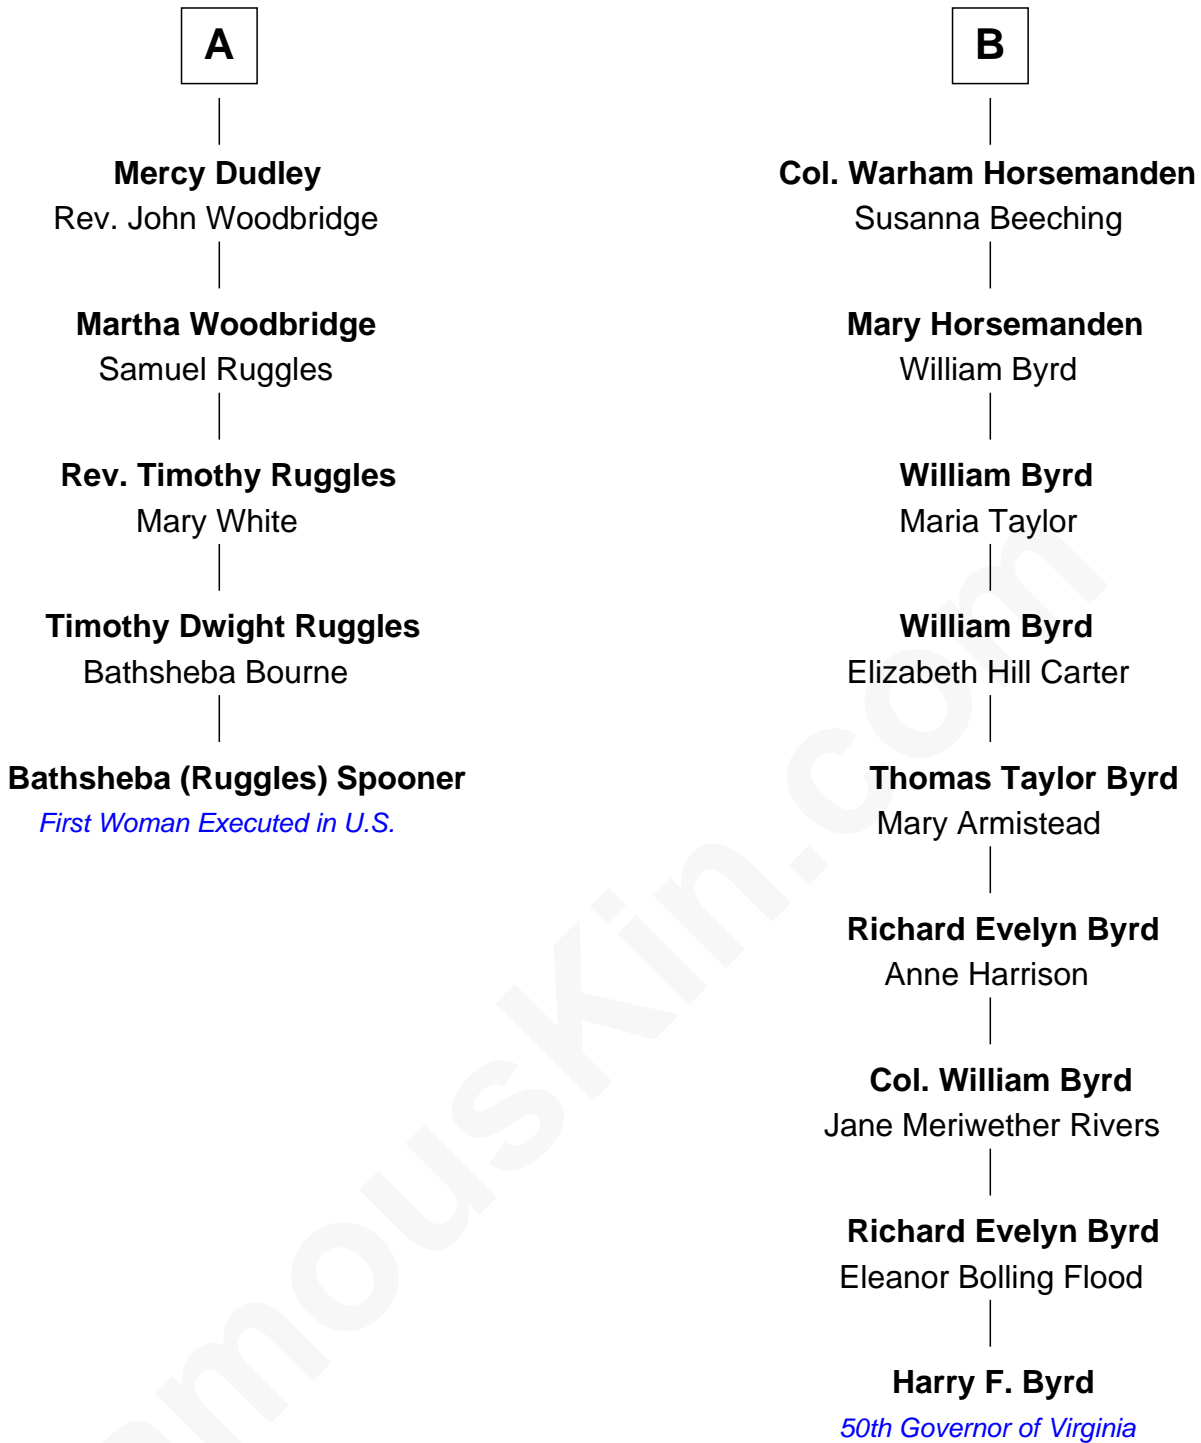 A
Mercy Dudley
Rev. John Woodbridge
Martha Woodbridge
Samuel Ruggles
Rev. Timothy Ruggles
Mary White
Timothy Dwight Ruggles
Bathsheba Bourne
Bathsheba (Ruggles) Spooner
First Woman Executed in U.S.
B
Col. Warham Horsemanden
Susanna Beeching
Mary Horsemanden
William Byrd
William Byrd
Maria Taylor
William Byrd
Elizabeth Hill Carter
Thomas Taylor Byrd
Mary Armistead
Richard Evelyn Byrd
Anne Harrison
Col. William Byrd
Jane Meriwether Rivers
Richard Evelyn Byrd
Eleanor Bolling Flood
Harry F. Byrd
50th Governor of Virginia
amouskin.com